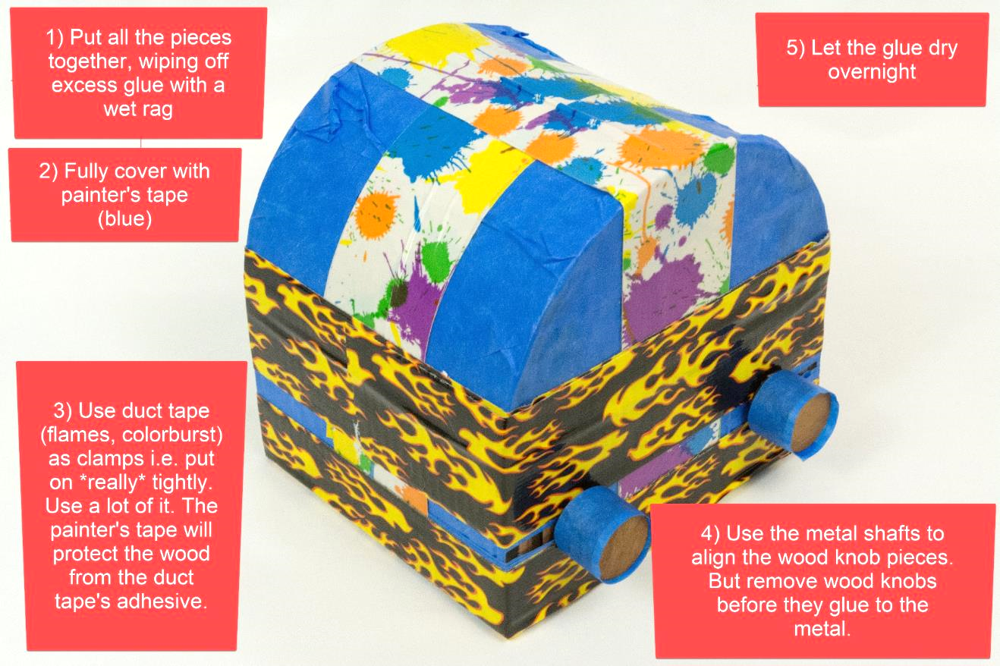 1) Put all the pieces
together, wiping off
excess glue with a
wet rag
2) Fully cover with
painter's tape
(blue)
3) Use duct tape
(flames, colorburst)
as clamps i.e. put
on *really* tightly.
Use a lot of it. The
painter's tape will
protect the wood
from the duct
tape's adhesive.
4) Use the metal shafts to
align the wood knob pieces.
But remove wood knobs
before they glue to the
metal.
5) Let the glue dry
overnight